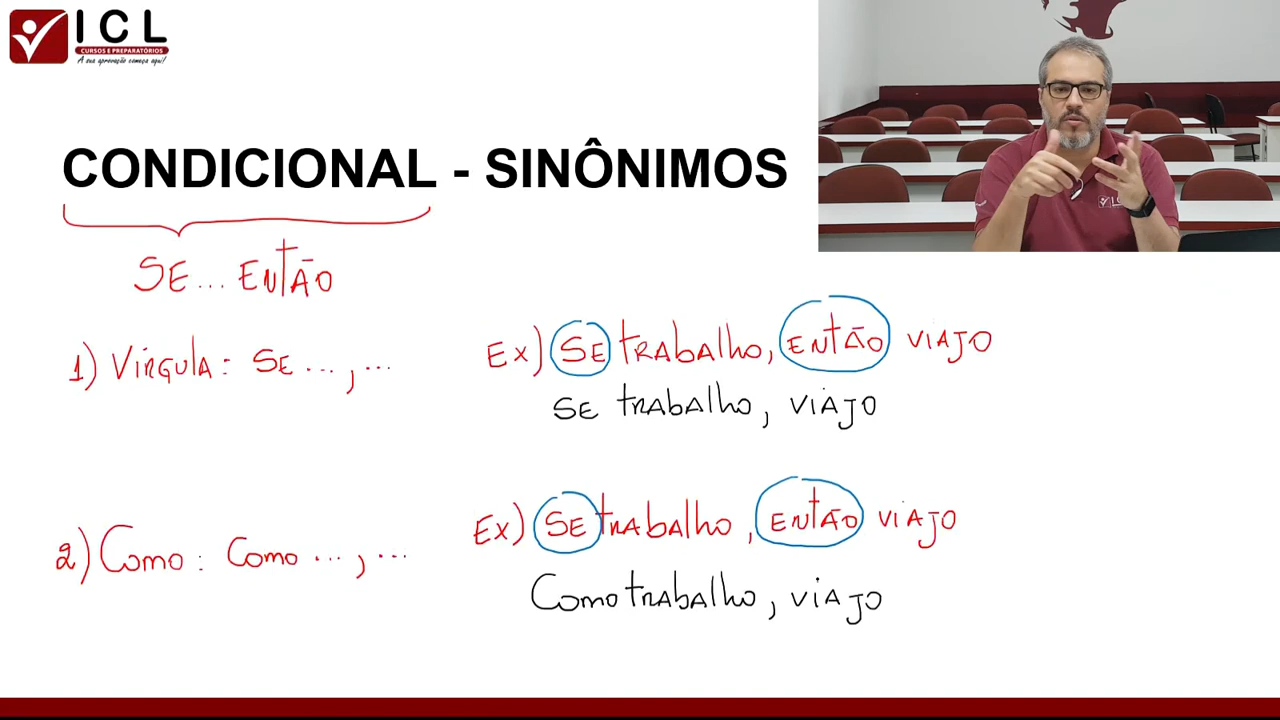 ICL
CURSOS E PREPARATÓRIOS
A sua aprovação começa aqui!
CONDICIONAL - SINÔNIMOS
SE... ENTÃO
1) VÍRGULA: SE ..., ...
Ex) SE TRABALHO, ENTÃO VIAJO
SE TRABALHO, VIAJO
2) COMO: COMO ..., ...
Ex) SE TRABALHO, ENTÃO VIAJO
COMO TRABALHO, VIAJO